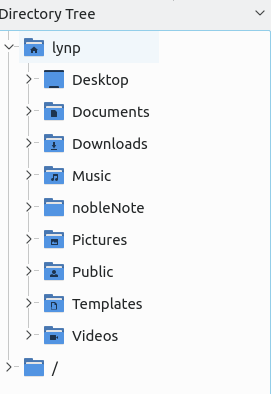 Directory Tree
lynp
Desktop
Documents
Downloads
Music
nobleNote
Pictures
Public
Templates
Videos
/